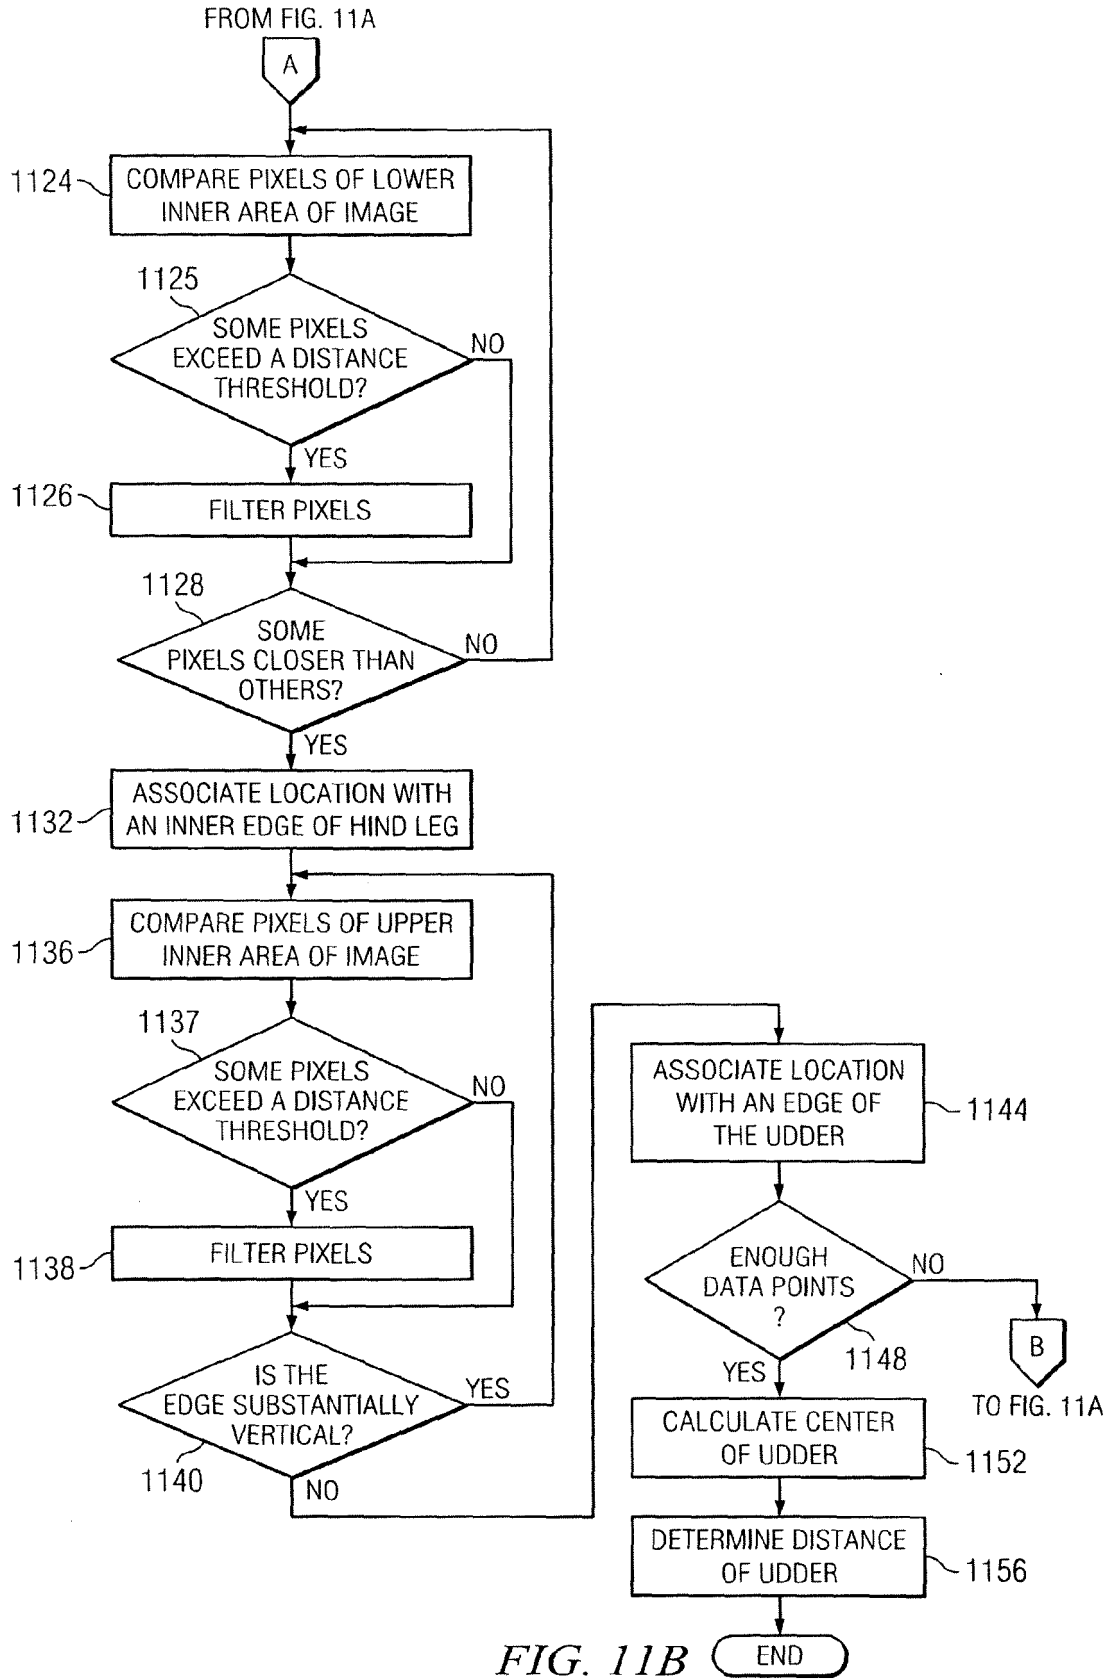 FROM FIG. 11A
A
1124
COMPARE PIXELS OF LOWER
INNER AREA OF IMAGE
1125
SOME PIXELS
EXCEED A DISTANCE
THRESHOLD?
NO
YES
1126
FILTER PIXELS
1128
SOME
PIXELS CLOSER THAN
OTHERS?
NO
YES
1132
ASSOCIATE LOCATION WITH
AN INNER EDGE OF HIND LEG
1136
COMPARE PIXELS OF UPPER
INNER AREA OF IMAGE
1137
SOME PIXELS
EXCEED A DISTANCE
THRESHOLD?
NO
YES
1138
FILTER PIXELS
IS THE
EDGE SUBSTANTIALLY
VERTICAL?
YES
1140
NO
ASSOCIATE LOCATION
WITH AN EDGE OF
THE UDDER
1144
ENOUGH
DATA POINTS
?
NO
1148
YES
B
TO FIG. 11A
CALCULATE CENTER
OF UDDER
1152
DETERMINE DISTANCE
OF UDDER
1156
END
FIG. 11B